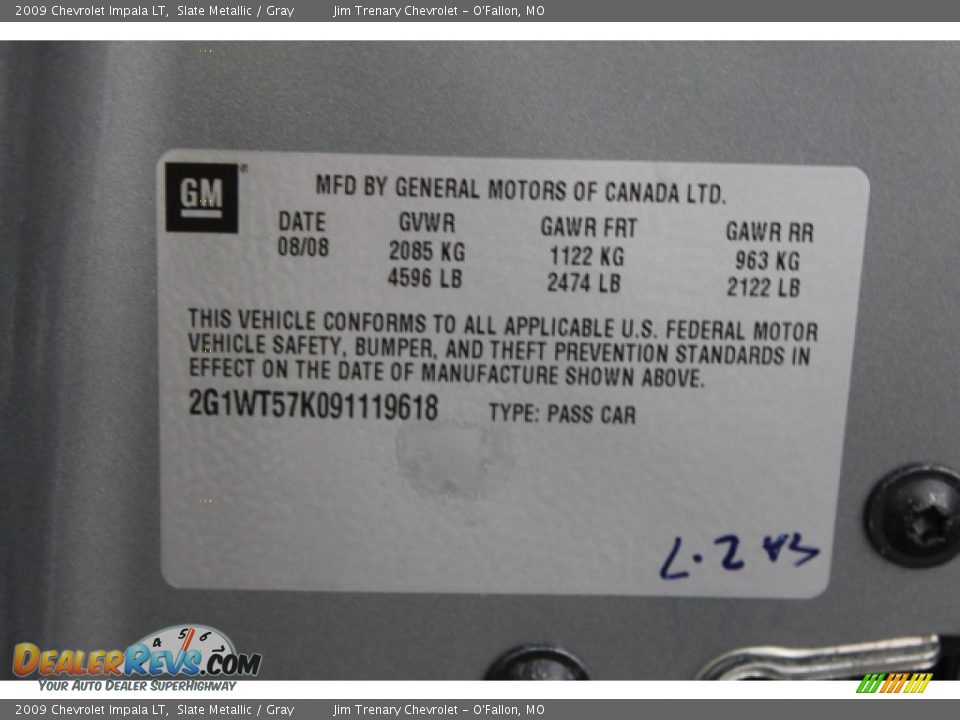 2009 Chevrolet Impala LT, Slate Metallic / Gray Jim Trenary Chevrolet - O'Fallon, MO
GM
MFD BY GENERAL MOTORS OF CANADA LTD.
DATE GVWR GAWR FRT GAWR RR
08/08 2085 KG 1122 KG 963 KG
4596 LB 2474 LB 2122 LB
THIS VEHICLE CONFORMS TO ALL APPLICABLE U.S. FEDERAL MOTOR
VEHICLE SAFETY, BUMPER, AND THEFT PREVENTION STANDARDS IN
EFFECT ON THE DATE OF MANUFACTURE SHOWN ABOVE.
2G1WT57K091119618 TYPE: PASS CAR
4 5 6 7
DEALERREVS.COM
YOUR AUTO DEALER SUPERHIGHWAY
2009 Chevrolet Impala LT, Slate Metallic / Gray Jim Trenary Chevrolet - O'Fallon, MO